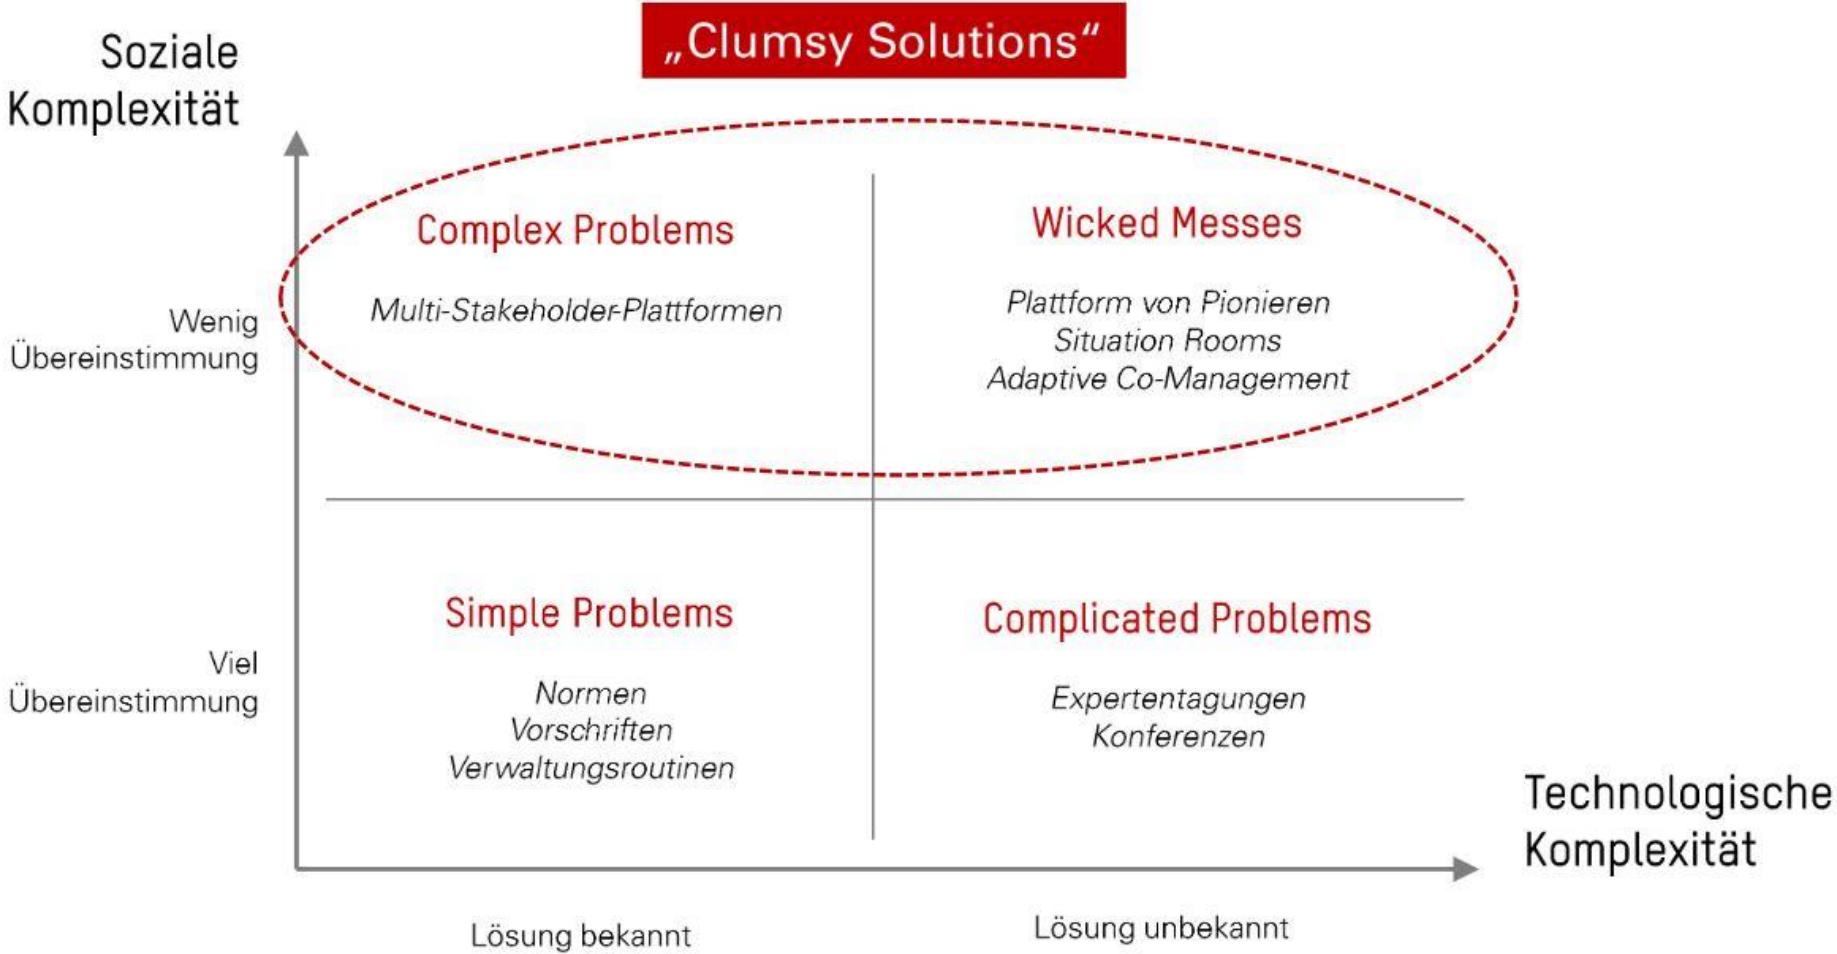 „Clumsy Solutions“
Soziale
Komplexität
Complex Problems
Multi-Stakeholder-Plattformen
Wicked Messes
Plattform von Pionieren
Situation Rooms
Adaptive Co-Management
Wenig
Übereinstimmung
Simple Problems
Normen
Vorschriften
Verwaltungsroutinen
Complicated Problems
Expertentagungen
Konferenzen
Viel
Übereinstimmung
Technologische
Komplexität
Lösung bekannt
Lösung unbekannt